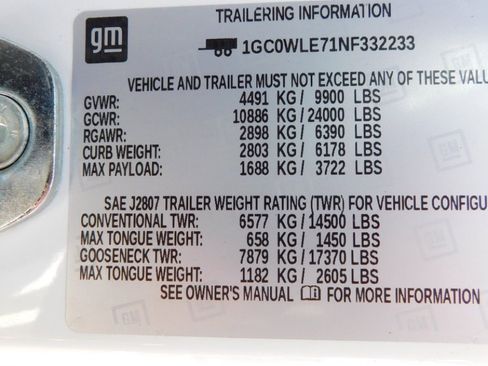 TRAILERING INFORMATION
gm
1GC0WLE71NF332233
VEHICLE AND TRAILER MUST NOT EXCEED ANY OF THESE VALU
GVWR: 4491 KG / 9900 LBS
GCWR: 10886 KG / 24000 LBS
RGAWR: 2898 KG / 6390 LBS
CURB WEIGHT: 2803 KG / 6178 LBS
MAX PAYLOAD: 1688 KG / 3722 LBS
SAE J2807 TRAILER WEIGHT RATING (TWR) FOR VEHICLE CONFIGU
CONVENTIONAL TWR: 6577 KG / 14500 LBS
MAX TONGUE WEIGHT: 658 KG / 1450 LBS
GOOSENECK TWR: 7879 KG / 17370 LBS
MAX TONGUE WEIGHT: 1182 KG / 2605 LBS
SEE OWNER'S MANUAL FOR MORE INFORMATION